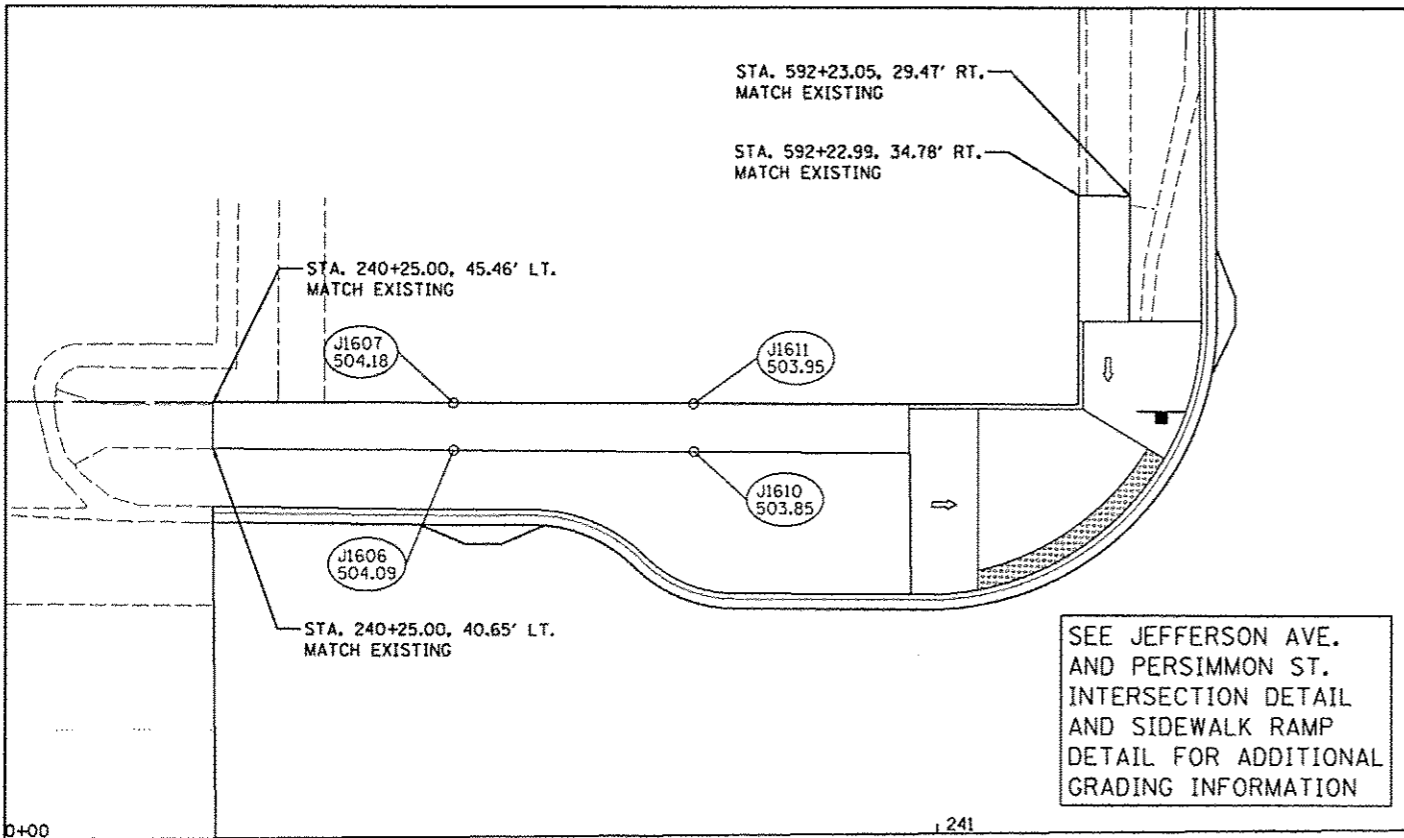 STA. 592+23.05, 29.47' RT.
MATCH EXISTING
STA. 592+22.99, 34.78' RT.
MATCH EXISTING
STA. 240+25.00, 45.46' LT.
MATCH EXISTING
J1607
504.18
J1611
503.95
J1606
504.09
J1610
503.85
STA. 240+25.00, 40.65' LT.
MATCH EXISTING
SEE JEFFERSON AVE.
AND PERSIMMON ST.
INTERSECTION DETAIL
AND SIDEWALK RAMP
DETAIL FOR ADDITIONAL
GRADING INFORMATION
0+00
241